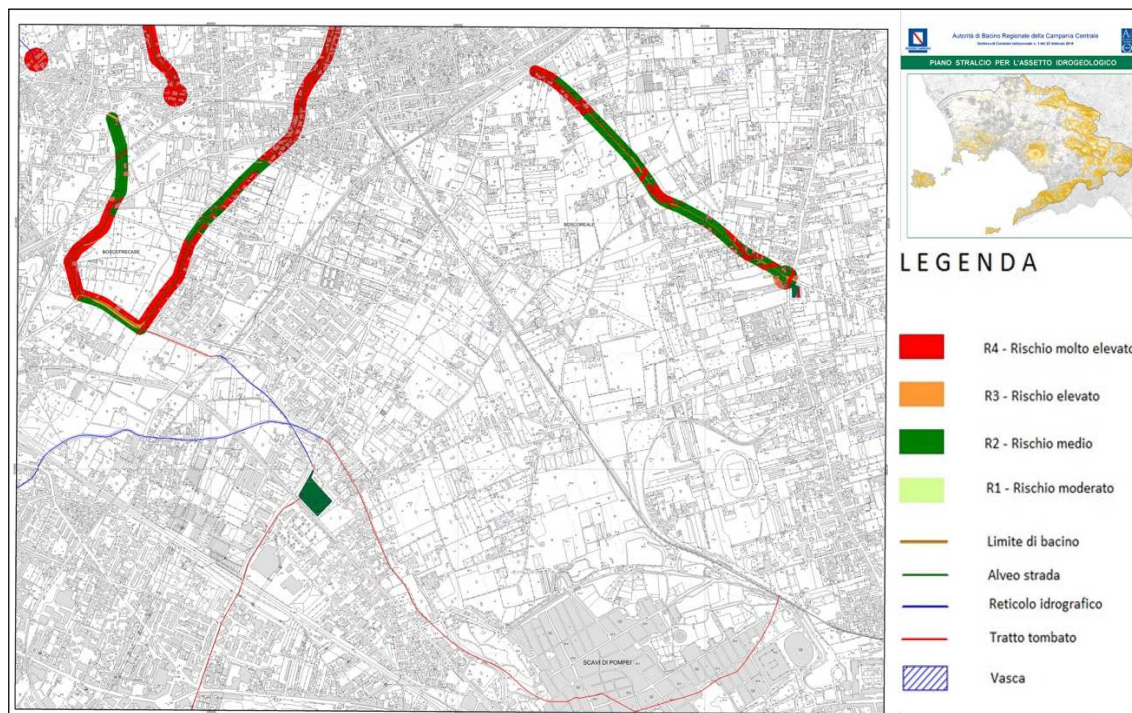 Autorità di Bacino Regionale della Campania Centrale
PIANO STRALCIO PER L'ASSETTO IDROGEOLOGICO
BOSCOREALE
BOSCOTRECASE
SCAVI DI POMPEI
LEGENDA
R4 - Rischio molto elevato
R3 - Rischio elevato
R2 - Rischio medio
R1 - Rischio moderato
Limite di bacino
Alveo strada
Reticolo idrografico
Tratto tombato
Vasca